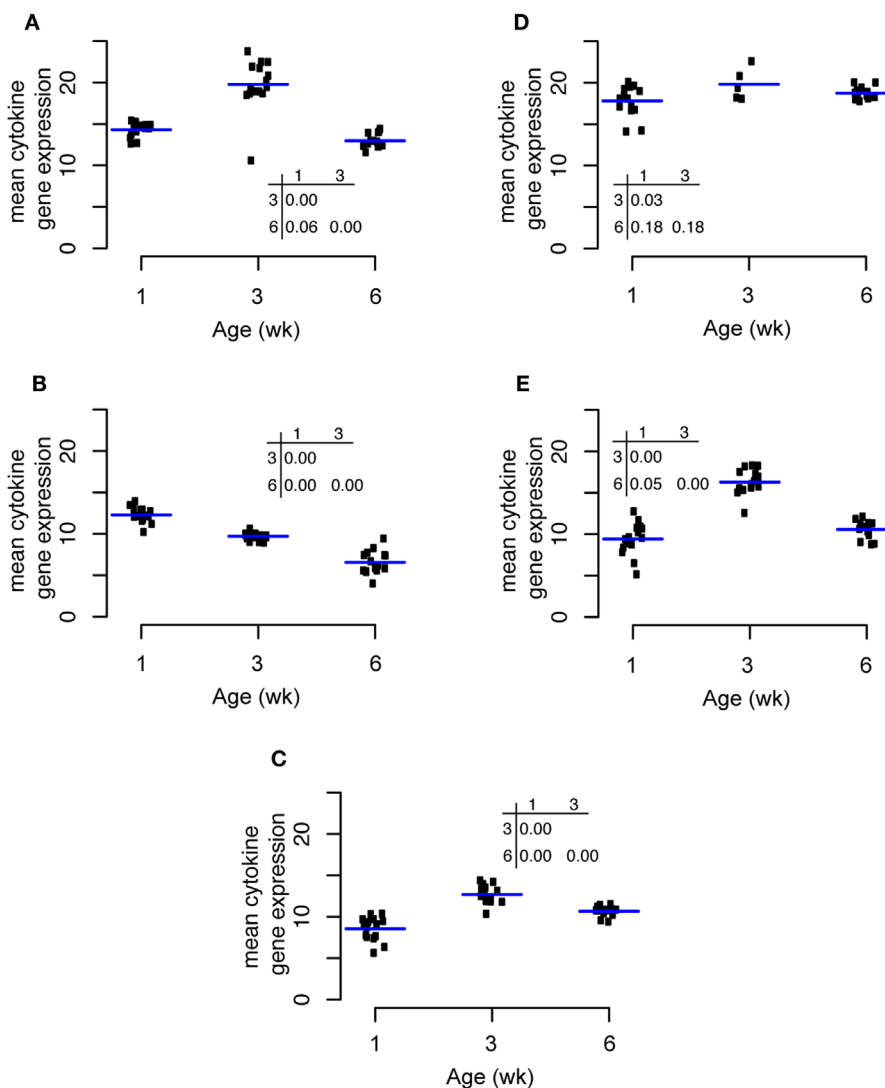 A
mean cytokine
gene expression
0 10 20
1 3
3 0.00
6 0.06 0.00
1 3 6
Age (wk)
D
mean cytokine
gene expression
0 10 20
1 3
3 0.03
6 0.18 0.18
1 3 6
Age (wk)
B
mean cytokine
gene expression
0 10 20
1 3
3 0.00
6 0.00 0.00
1 3 6
Age (wk)
E
mean cytokine
gene expression
0 10 20
1 3
3 0.00
6 0.05 0.00
1 3 6
Age (wk)
C
mean cytokine
gene expression
0 10 20
1 3
3 0.00
6 0.00 0.00
1 3 6
Age (wk)